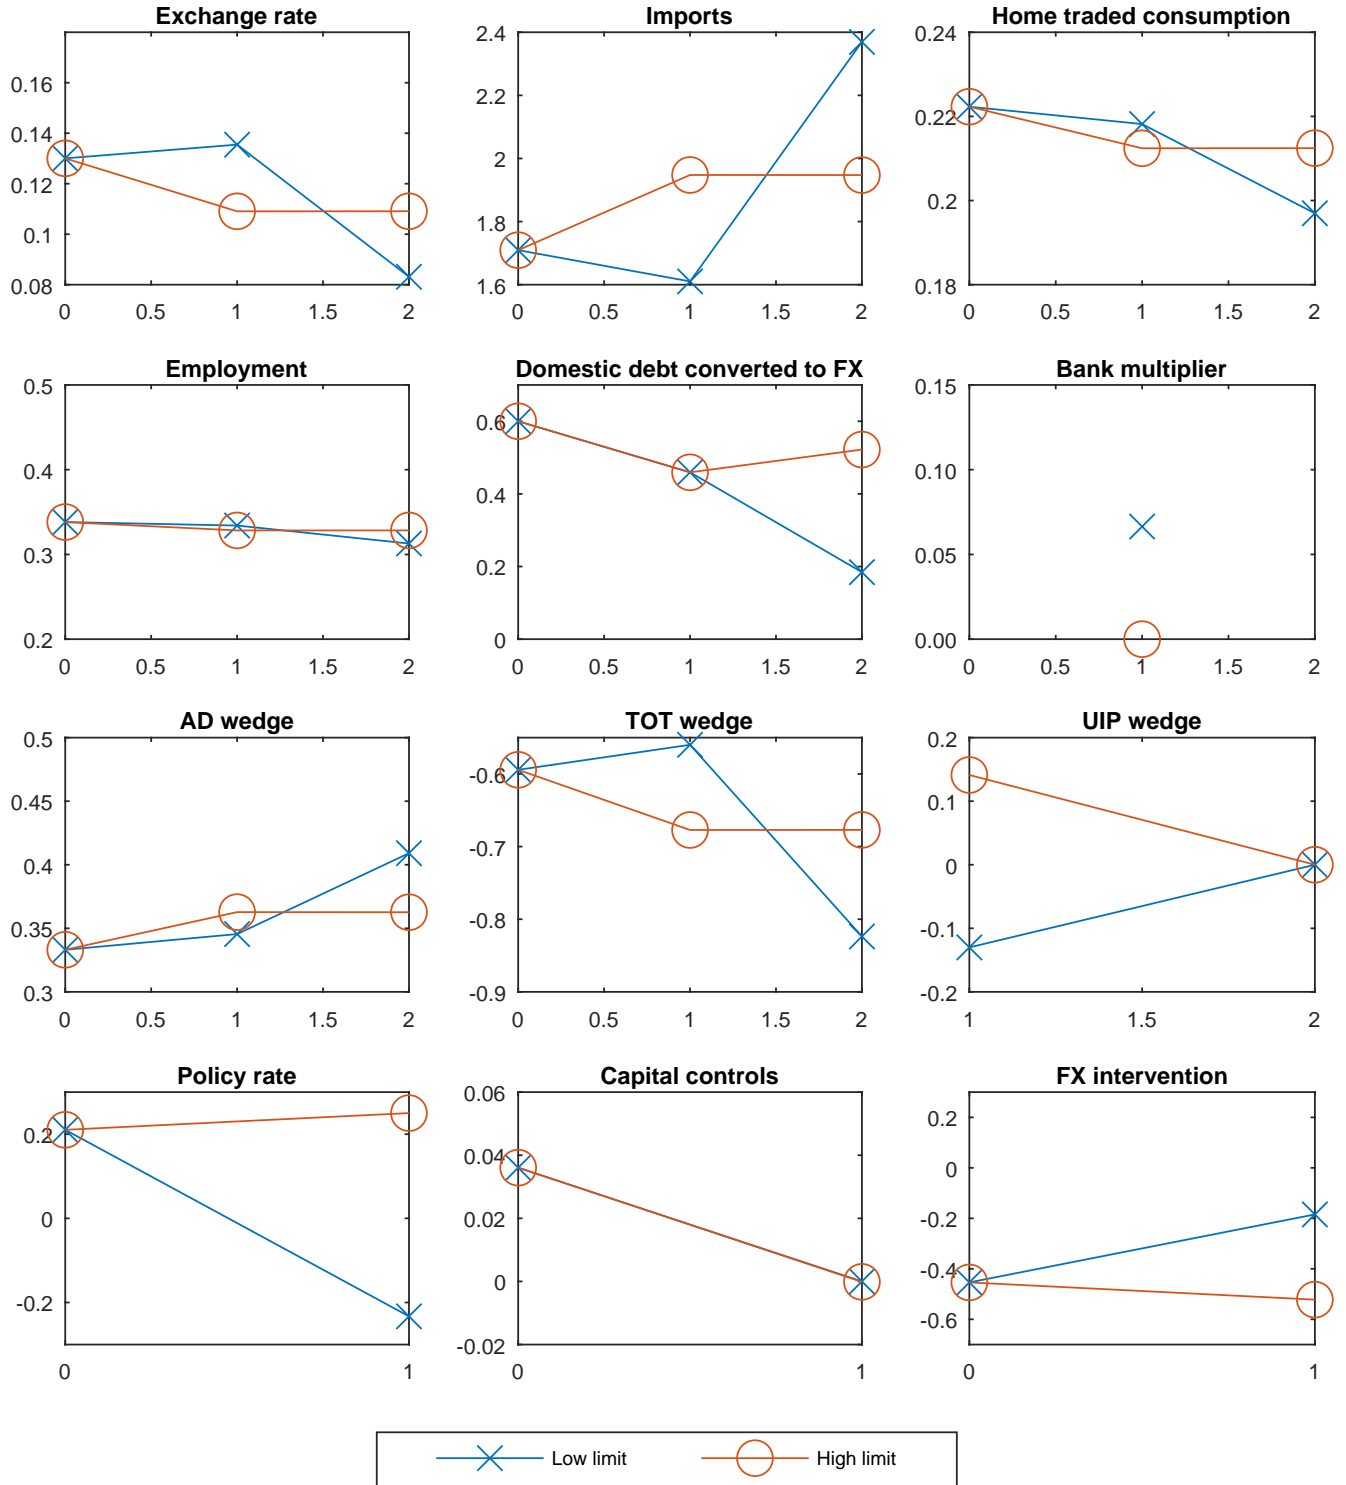 Exchange rate
0.16
0.14
0.12
0.1
0.08
0 0.5 1 1.5 2
Imports
2.4
2.2
2
1.8
1.6
0 0.5 1 1.5 2
Home traded consumption
0.24
0.22
0.2
0.18
0 0.5 1 1.5 2
Employment
0.5
0.4
0.3
0.2
0 0.5 1 1.5 2
Domestic debt converted to FX
0.6
0.4
0.2
0
0 0.5 1 1.5 2
Bank multiplier
0.15
0.10
0.05
0.00
0 0.5 1 1.5 2
AD wedge
0.5
0.45
0.4
0.35
0.3
0 0.5 1 1.5 2
TOT wedge
-0.6
-0.7
-0.8
-0.9
0 0.5 1 1.5 2
UIP wedge
0.2
0.1
0
-0.1
-0.2
1 1.5 2
Policy rate
0.2
0
-0.2
0 1
Capital controls
0.06
0.04
0.02
0
-0.02
0 1
FX intervention
0.2
0
-0.2
-0.4
-0.6
0 1
Low limit High limit